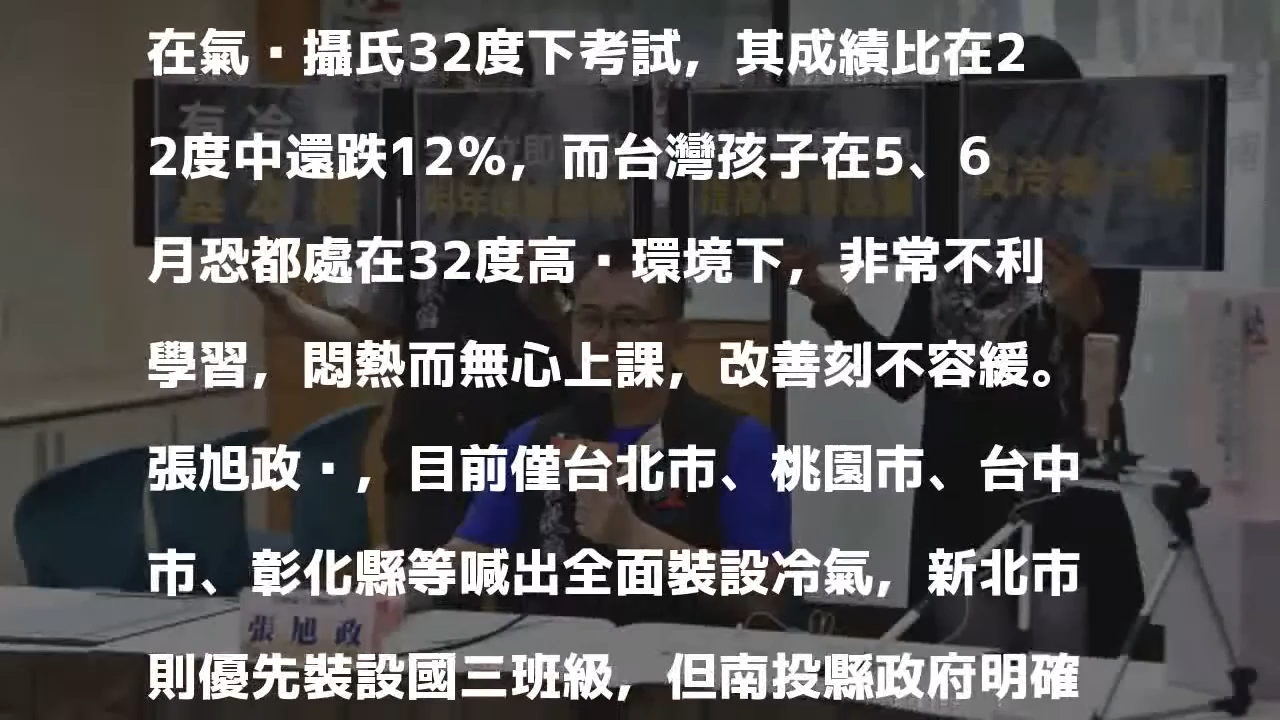 在氣·攝氏32度下考試，其成績比在2
2度中還跌12%，而台灣孩子在5、6
月恐都處在32度高·環境下，非常不利
學習，悶熱而無心上課，改善刻不容緩。
張旭政·，目前僅台北市、桃園市、台中
市、彰化縣等喊出全面裝設冷氣，新北市
則優先裝設國三班級，但南投縣政府明確
張旭政